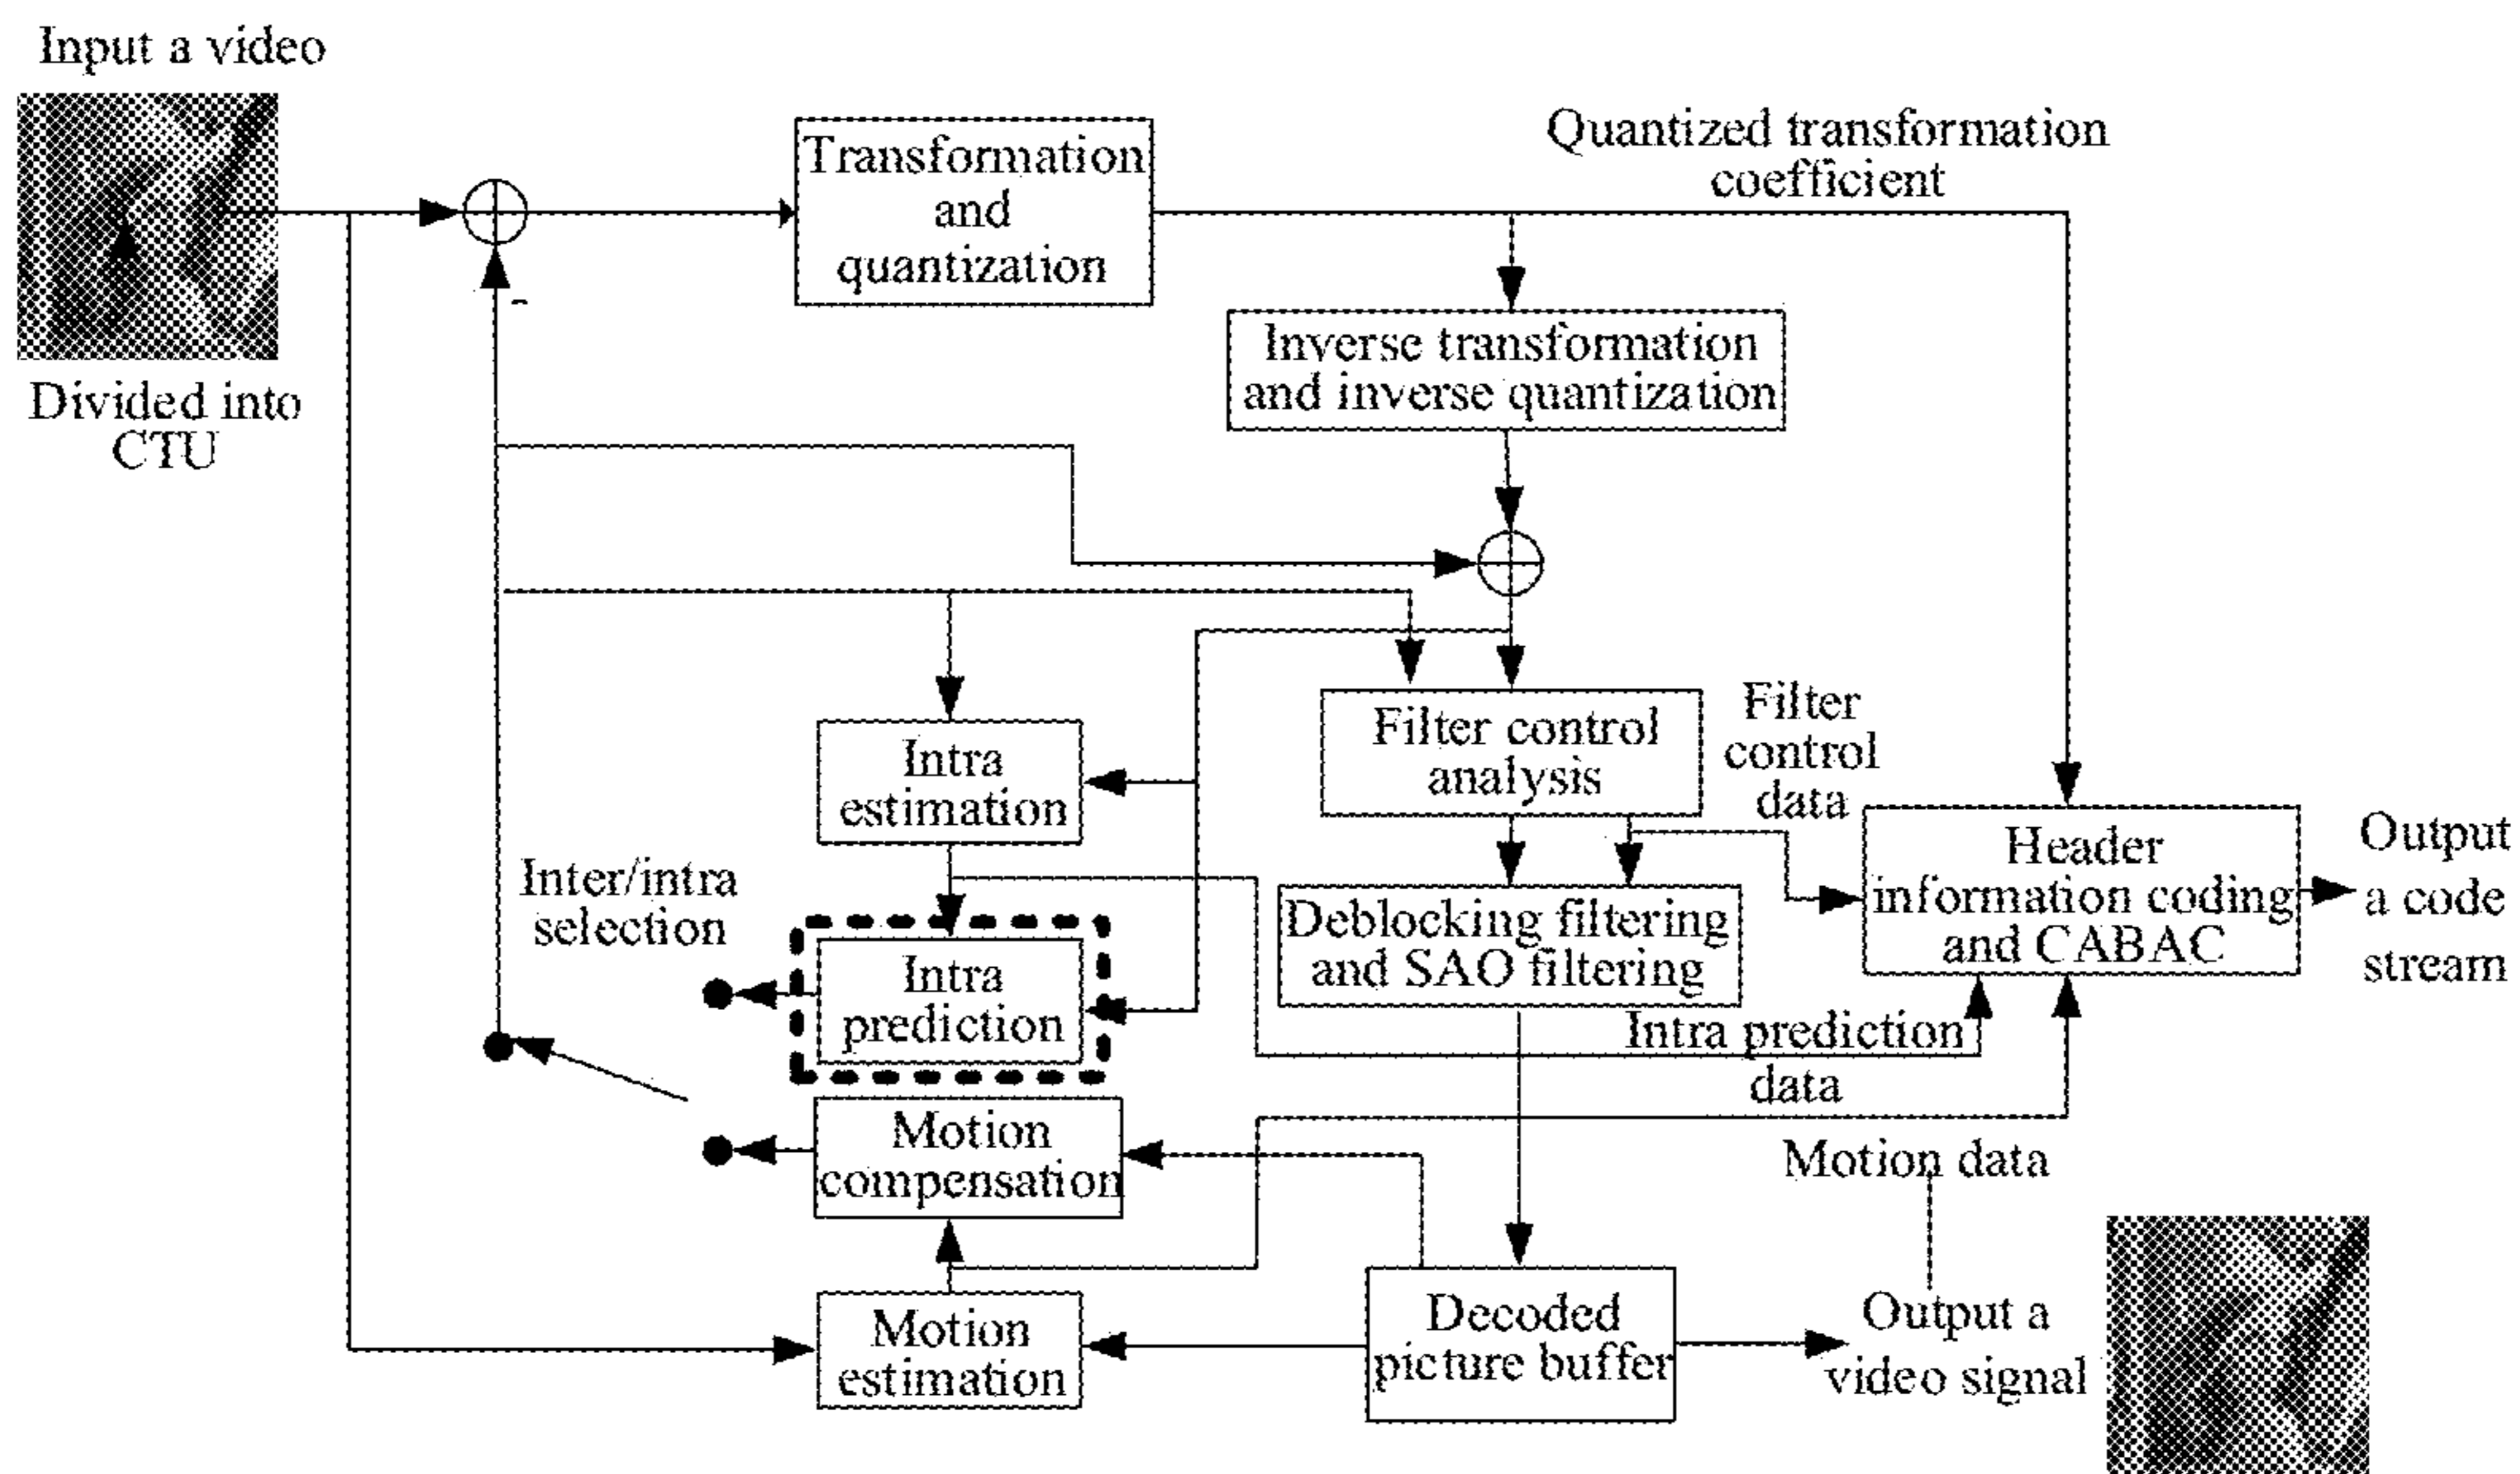 Input a video
Divided into
CTU
Transformation
and
quantization
Quantized transformation
coefficient
Inverse transformation
and inverse quantization
-
Intra
estimation
Filter control
analysis
Filter
control
data
Inter/intra
selection
Intra
prediction
Deblocking filtering
and SAO filtering
Header
information coding
and CABAC
Output
a code
stream
Intra prediction
data
Motion
compensation
Motion data
Motion
estimation
Decoded
picture buffer
Output a
video signal